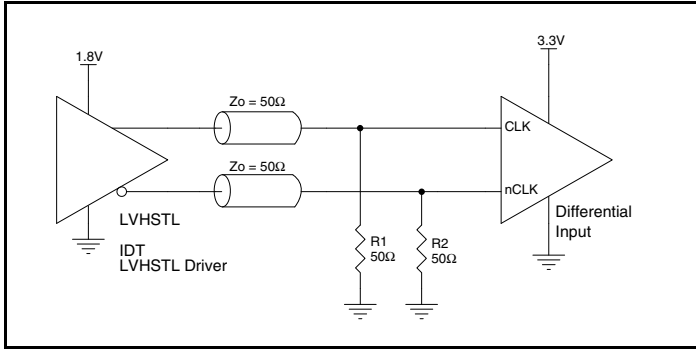 1.8V
3.3V
Zo = 50Ω
CLK
Zo = 50Ω
nCLK
LVHSTL
IDT
LVHSTL Driver
R1
50Ω
R2
50Ω
Differential
Input